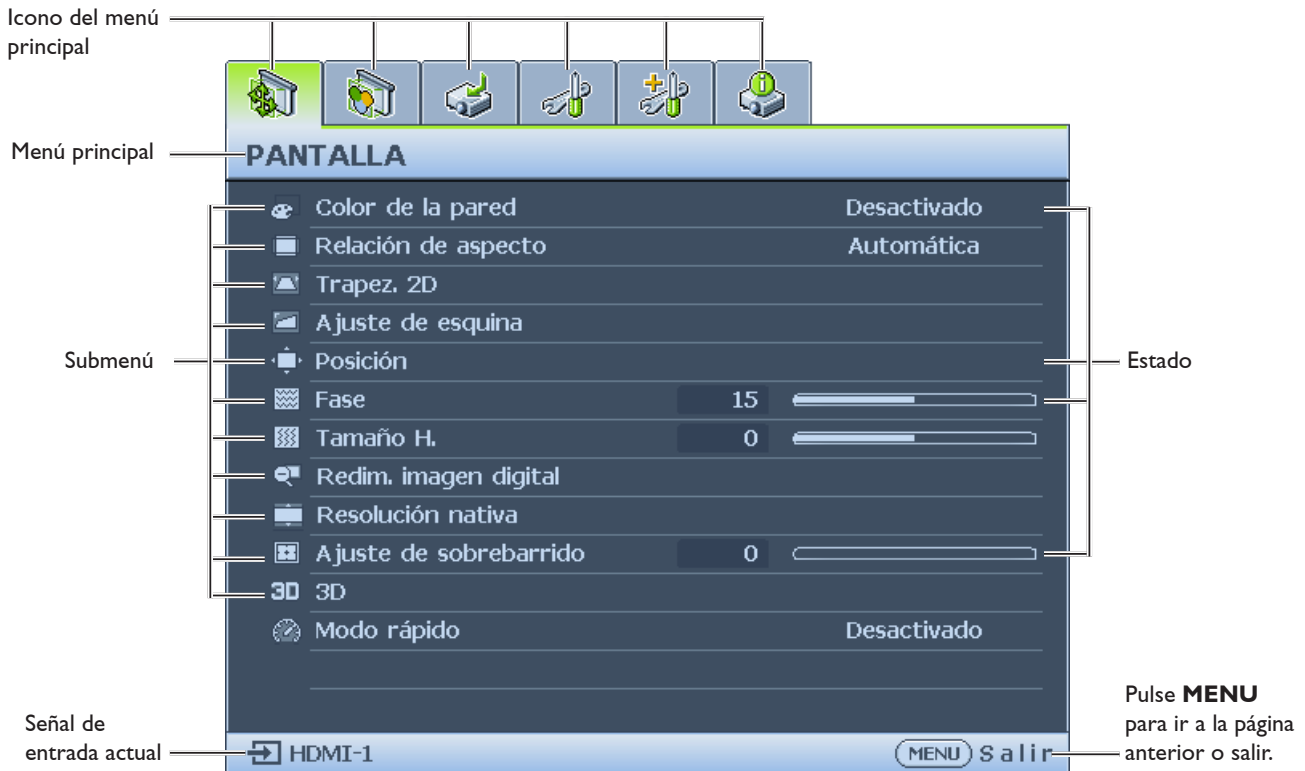 Icono del menú
principal
Menú principal
PANTALLA
Color de la pared Desactivado
Relación de aspecto Automática
Trapez. 2D
Ajuste de esquina
Submenú
Posición
Estado
Fase 15
Tamaño H. 0
Redim. imagen digital
Resolución nativa
Ajuste de sobrebarrido 0
3D 3D
Modo rápido Desactivado
Señal de
entrada actual
HDMI-1
MENU Salir
Pulse MENU
para ir a la página
anterior o salir.